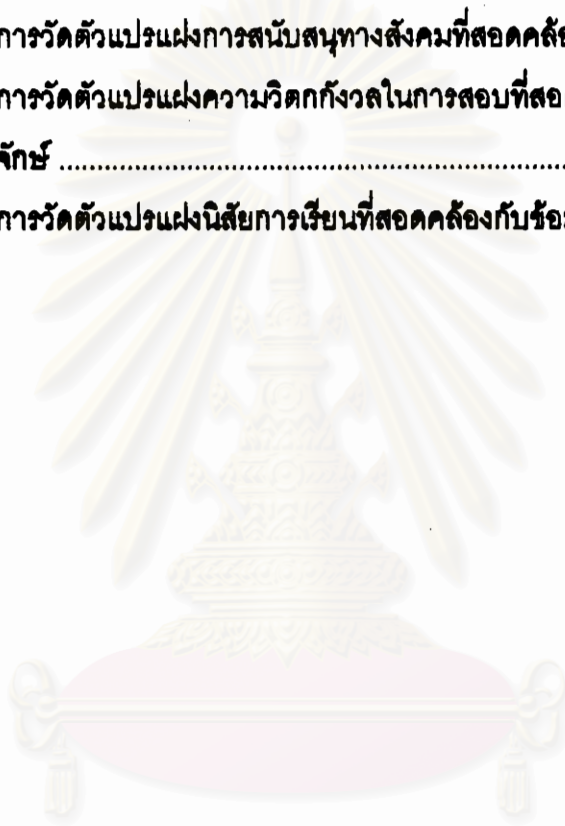 การวัดตัวแปรแฝงการสนับสนุทางสังคมที่สอดคล้อ
การวัดตัวแปรแฝงความวิตกกังวลในการสอบที่สอ
จักษ์ ........................................................................
การวัดตัวแปรแฝงนิสัยการเรียนที่สอดคล้องกับข้อ